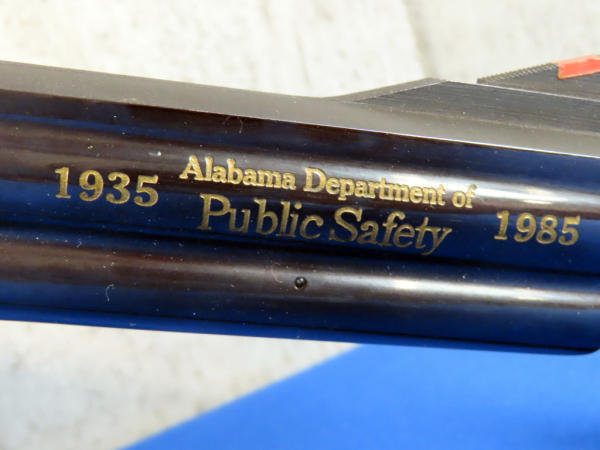 1935
Alabama Department of
Public Safety
1985